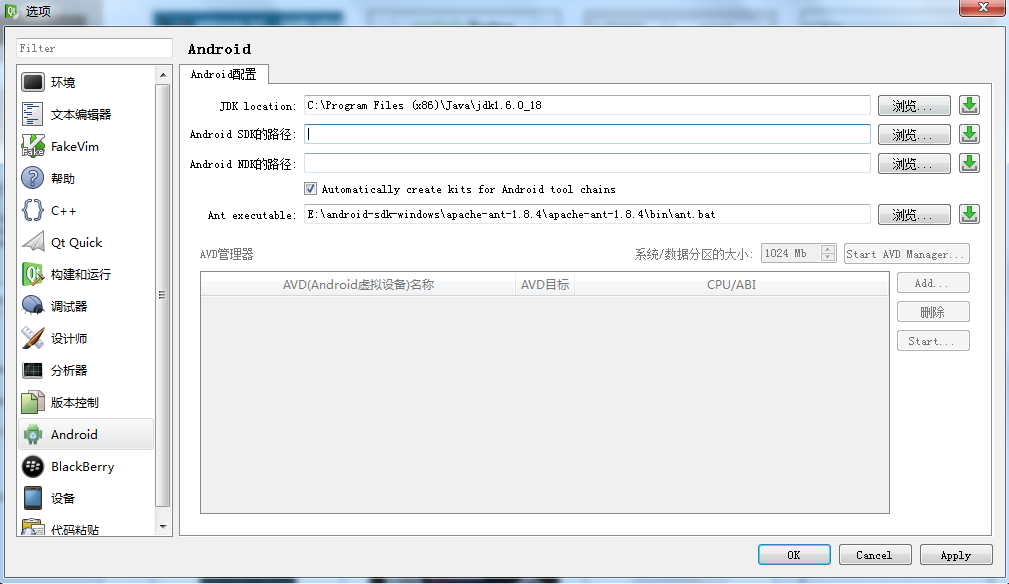 选项
Filter
环境
文本编辑器
FakeVim
帮助
C++
Qt Quick
构建和运行
调试器
设计师
分析器
版本控制
Android
BlackBerry
设备
代码粘贴
Android
Android配置
JDK location: C:\Program Files (x86)\Java\jdk1.6.0_18 浏览...
Android SDK的路径: 浏览...
Android NDK的路径: 浏览...
Automatically create kits for Android tool chains
Ant executable: E:\android-sdk-windows\apache-ant-1.8.4\apache-ant-1.8.4\bin\ant.bat 浏览...
AVD管理器 系统/数据分区的大小: 1024 Mb Start AVD Manager...
AVD(Android虚拟设备)名称 AVD目标 CPU/ABI Add...
删除
Start...
OK Cancel Apply